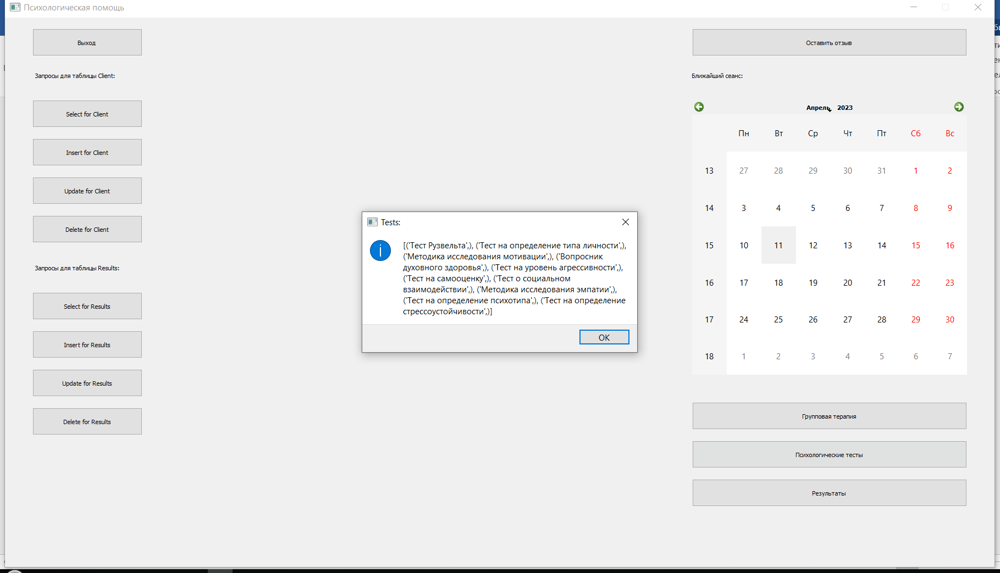 Психологическая помощь
Выход
Запросы для таблицы Client:
Select for Client
Insert for Client
Update for Client
Delete for Client
Запросы для таблицы Results:
Select for Results
Insert for Results
Update for Results
Delete for Results
Tests:
[('Тест Рузвельта',), ('Тест на определение типа личности',),
('Методика исследования мотивации',), ('Вопросник
духовного здоровья',), ('Тест на уровень агрессивности',),
('Тест на самооценку',), ('Тест о социальном
взаимодействии',), ('Методика исследования эмпатии',),
('Тест на определение психотипа',), ('Тест на определение
стрессоустойчивости',)]
OK
Оставить отзыв
Ближайший сеанс:
Апрель 2023
Пн Вт Ср Чт Пт Сб Вс
13 27 28 29 30 31 1 2
14 3 4 5 6 7 8 9
15 10 11 12 13 14 15 16
16 17 18 19 20 21 22 23
17 24 25 26 27 28 29 30
18 1 2 3 4 5 6 7
Групповая терапия
Психологические тесты
Результаты